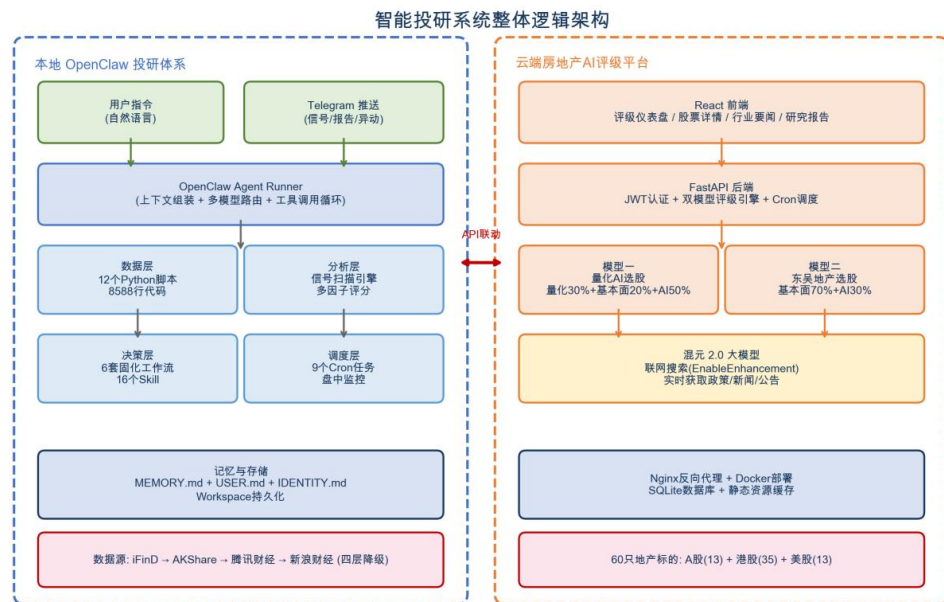 智能投研系统整体逻辑架构
本地 OpenClaw 投研体系
用户指令
(自然语言)
Telegram 推送
(信号/报告/异动)
OpenClaw Agent Runner
(上下文组装 + 多模型路由 + 工具调用循环)
数据层
12个Python脚本
8588行代码
分析层
信号扫描引擎
多因子评分
决策层
6套固化工作流
16个Skill
调度层
9个Cron任务
盘中监控
记忆与存储
MEMORY.md + USER.md + IDENTITY.md
Workspace持久化
数据源: iFinD → AKShare → 腾讯财经 → 新浪财经 (四层降级)
API联动
云端房地产AI评级平台
React 前端
评级仪表盘 / 股票详情 / 行业要闻 / 研究报告
FastAPI 后端
JWT认证 + 双模型评级引擎 + Cron调度
模型一
量化AI选股
量化30%+基本面20%+AI50%
模型二
东吴地产选股
基本面70%+AI30%
混元 2.0 大模型
联网搜索(EnableEnhancement)
实时获取政策/新闻/公告
Nginx反向代理 + Docker部署
SQLite数据库 + 静态资源缓存
60只地产标的: A股(13) + 港股(35) + 美股(13)